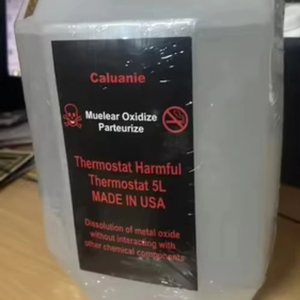 Caluanie
Muelear Oxidize
Parteurize
Thermostat Harmful
Thermostat 5L
MADE IN USA
Dissolution of metal oxide
without interacting with
other chemical components